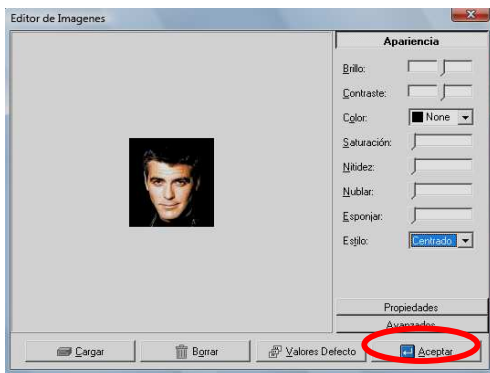 Editor de Imagenes
Apariencia
Brillo:
Contraste:
Color: None
Saturación:
Nitidez:
Nublar:
Esponjar:
Estilo: Centrado
Propiedades
Avanzados
Cargar Borrar Valores Defecto Aceptar